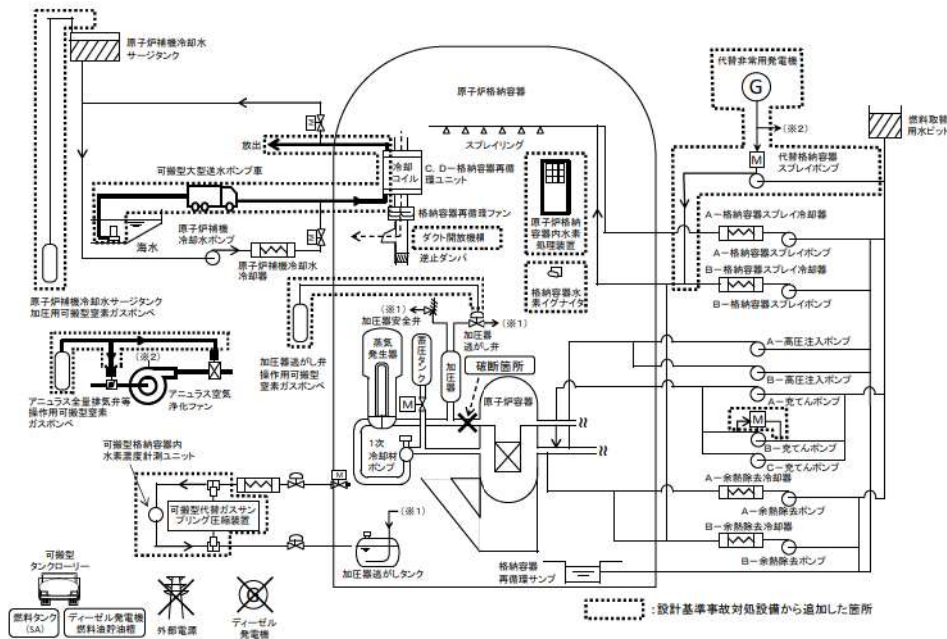 原子炉補機冷却水
サージタンク
原子炉格納容器
代替非常用発電機
G
(※2)
燃料取替
用水ピット
M
放出
スプレイリング
M
代替格納容器
スプレイポンプ
可搬型大型送水ポンプ車
冷却
コイル
C, D-格納容器再循
環ユニット
格納容器再循環ファン
原子炉格納
容器内水素
処理装置
A-格納容器スプレイ冷却器
A-格納容器スプレイポンプ
海水
原子炉補機
冷却水ポンプ
M
原子炉補機冷却水
冷却器
ダクト開放機構
逆止ダンパ
B-格納容器スプレイ冷却器
B-格納容器スプレイポンプ
格納容器水
素イグナイタ
原子炉補機冷却水サージタンク
加圧用可搬型窒素ガスボンベ
(※1)
加圧器安全弁
(※1)
加圧器
逃がし弁
加圧器逃がし弁
操作用可搬型
窒素ガスボンベ
蒸気
発生器
蓄圧タンク
加圧器
破断箇所
原子炉容器
M
1次
冷却材
ポンプ
(※2)
アニュラス空気
浄化ファン
アニュラス全量排気弁等
操作用可搬型窒素
ガスボンベ
A-高圧注入ポンプ
B-高圧注入ポンプ
A-充てんポンプ
M
B-充てんポンプ
C-充てんポンプ
可搬型格納容器内
水素濃度計測ユニット
M
可搬型代替ガスサン
プリング圧縮装置
(※1)
加圧器逃がしタンク
A-余熱除去冷却器
A-余熱除去ポンプ
B-余熱除去冷却器
B-余熱除去ポンプ
格納容器
再循環サンプ
可搬型
タンクローリー
燃料タンク
(SA)
ディーゼル発電機
燃料油貯油槽
外部電源
ディーゼル
発電機
:設計基準事故対処設備から追加した箇所